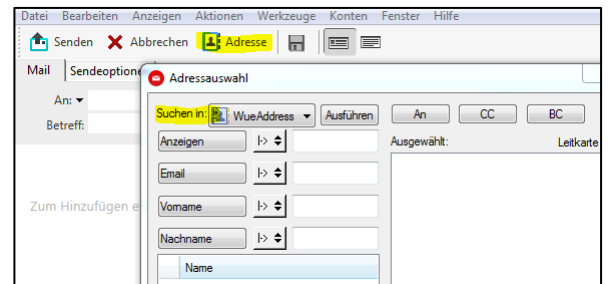 Datei Bearbeiten Anzeigen Aktionen Werkzeuge Konten Fenster Hilfe
Senden Abbrechen Adresse
Mail Sendeoptione
Adressauswahl
An:
Suchen in: WueAddress Ausführen An CC BC
Betreff:
Anzeigen |-> Ausgewählt: Leitkarte
Email |->
Vorname |->
Zum Hinzufügen e
Nachname |->
Name